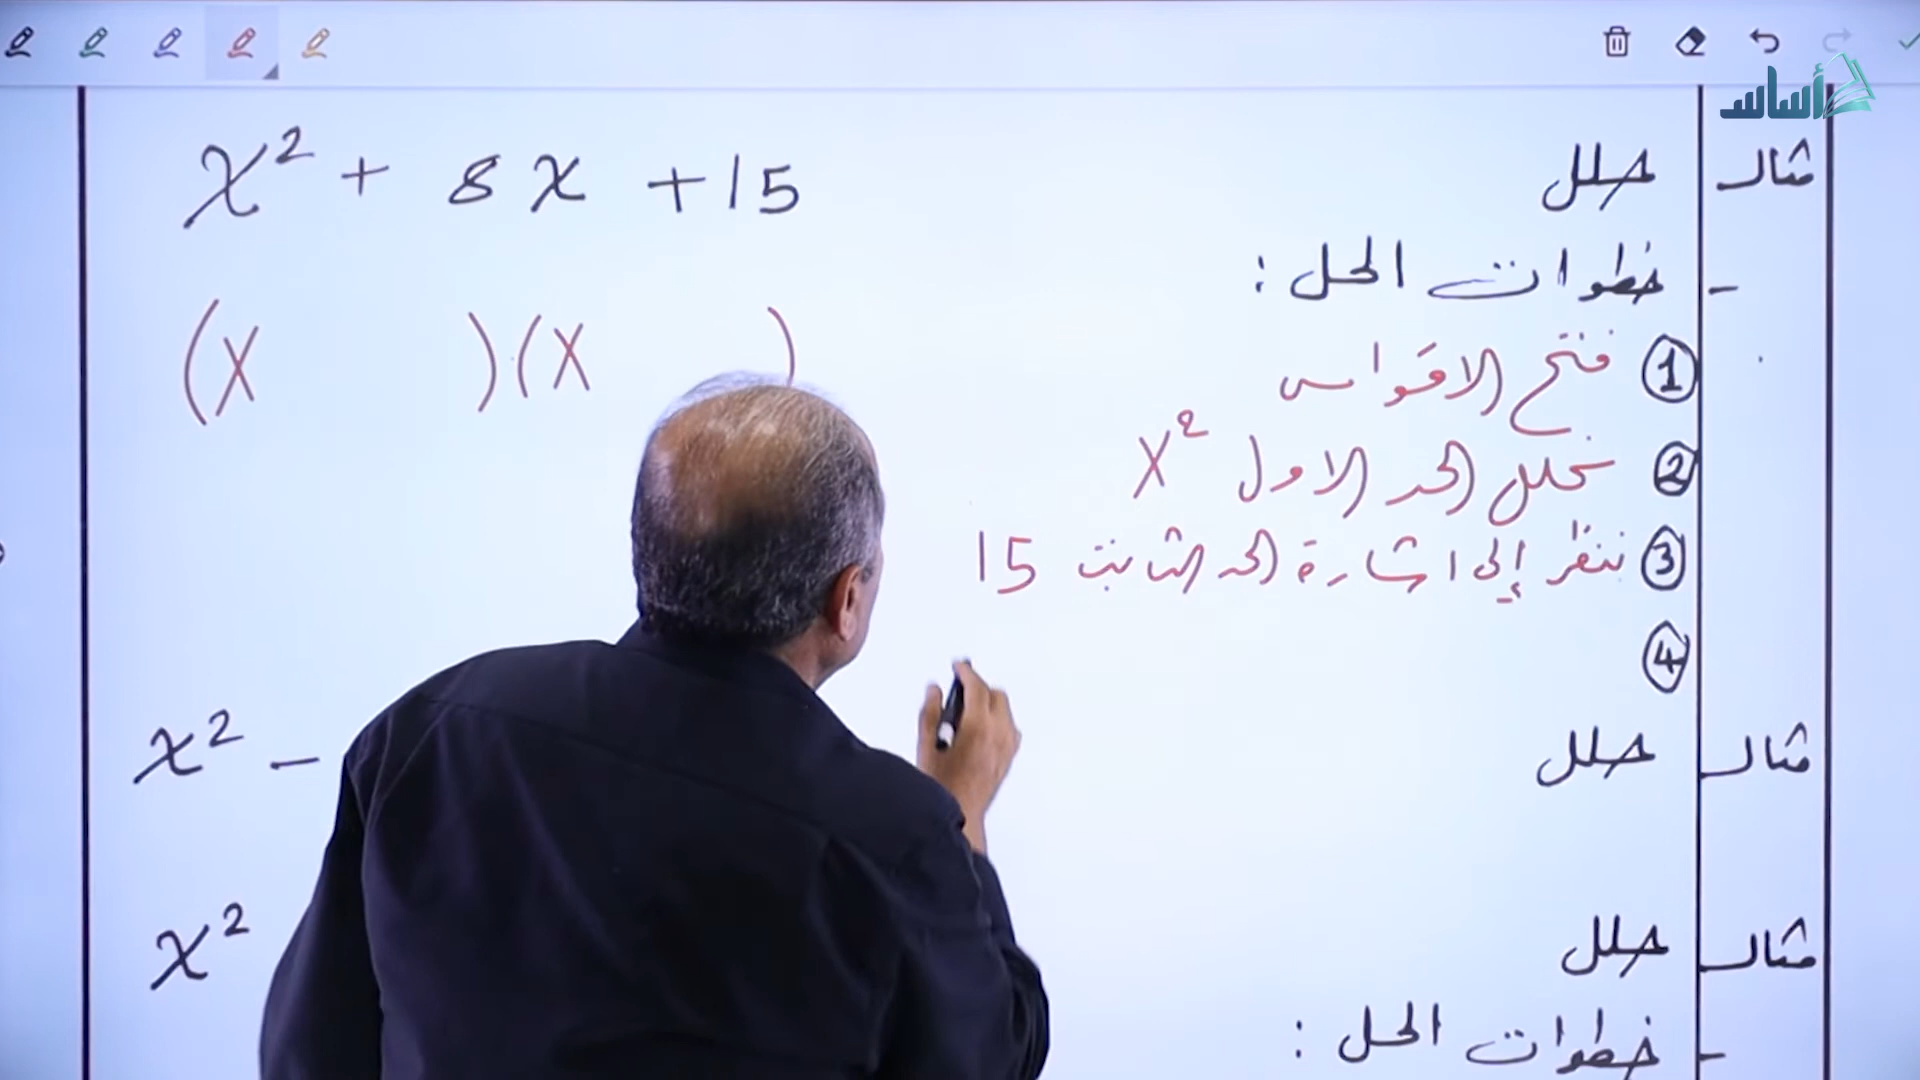 أساس
مثال حلل x² + 8x + 15
- خطوات الحل :
① فتح الاقواس (x )(x )
② نحلل الحد الاول x²
③ ننظر إلى اشارة الحد الثابت 15
④
مثال حلل x² -
مثال حلل x²
- خطوات الحل :